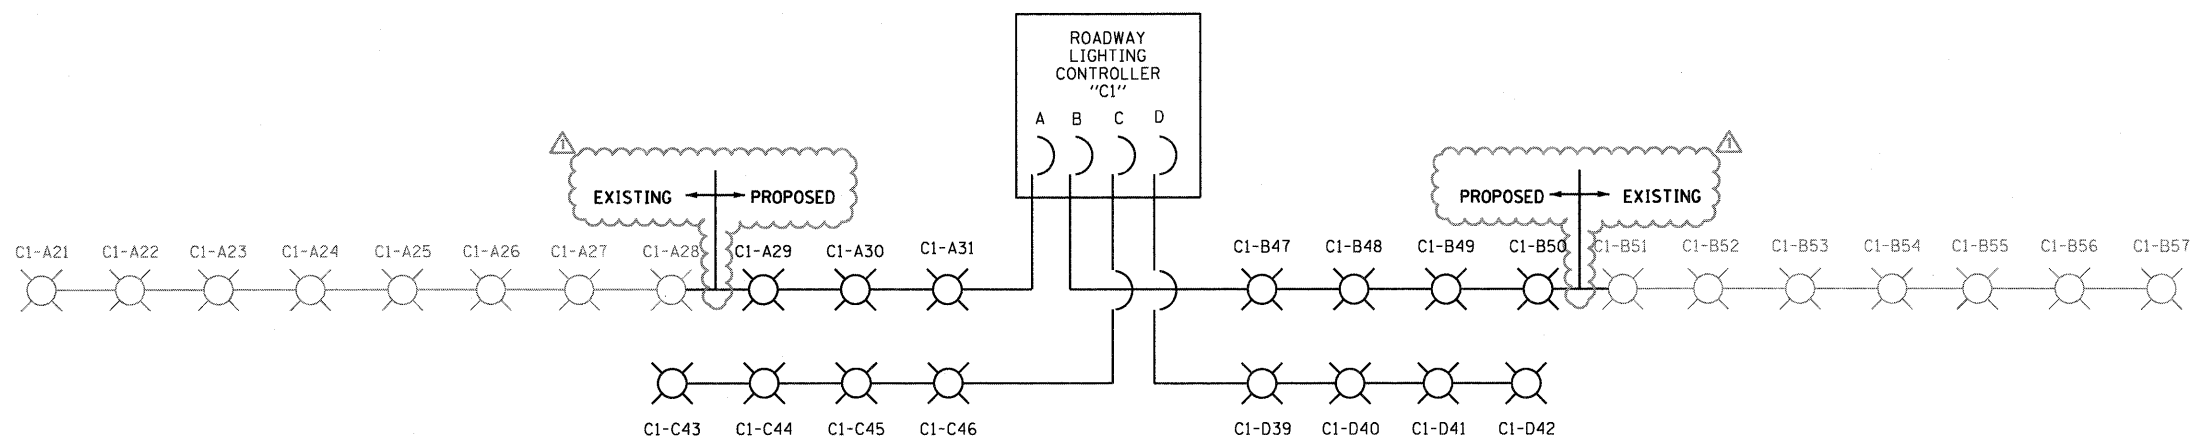 ROADWAY
LIGHTING
CONTROLLER
"C1"
A B C D
1
EXISTING PROPOSED
1
PROPOSED EXISTING
C1-A21 C1-A22 C1-A23 C1-A24 C1-A25 C1-A26 C1-A27 C1-A28 C1-A29 C1-A30 C1-A31
C1-B47 C1-B48 C1-B49 C1-B50 C1-B51 C1-B52 C1-B53 C1-B54 C1-B55 C1-B56 C1-B57
C1-C43 C1-C44 C1-C45 C1-C46
C1-D39 C1-D40 C1-D41 C1-D42